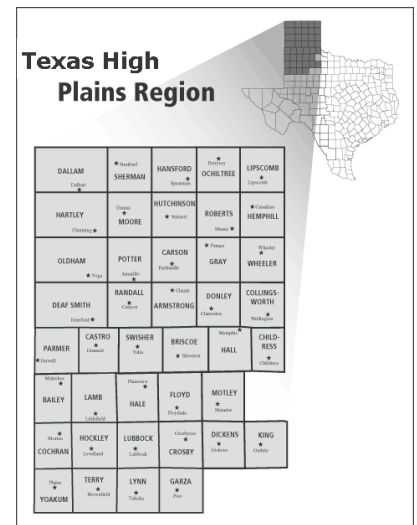 Texas High
Plains Region
DALLAM
Dalhart
Stratford
SHERMAN
HANSFORD
Spearman
Perryton
OCHILTREE
LIPSCOMB
Lipscomb
HARTLEY
Channing
Dumas
MOORE
HUTCHINSON
Stinnett
ROBERTS
Miami
Canadian
HEMPHILL
OLDHAM
Vega
POTTER
Amarillo
CARSON
Panhandle
Pampa
GRAY
Wheeler
WHEELER
DEAF SMITH
Hereford
RANDALL
Canyon
Claude
ARMSTRONG
DONLEY
Clarendon
COLLINGS-
WORTH
Wellington
PARMER
Farwell
CASTRO
Dimmitt
SWISHER
Tulia
BRISCOE
Silverton
Memphis
HALL
CHILD-
RESS
Childress
Muleshoe
BAILEY
LAMB
Littlefield
Plainview
HALE
FLOYD
Floydada
MOTLEY
Matador
Morton
COCHRAN
HOCKLEY
Levelland
LUBBOCK
Lubbock
Crosbyton
CROSBY
DICKENS
Dickens
KING
Guthrie
Plains
YOAKUM
TERRY
Brownfield
LYNN
Tahoka
GARZA
Post